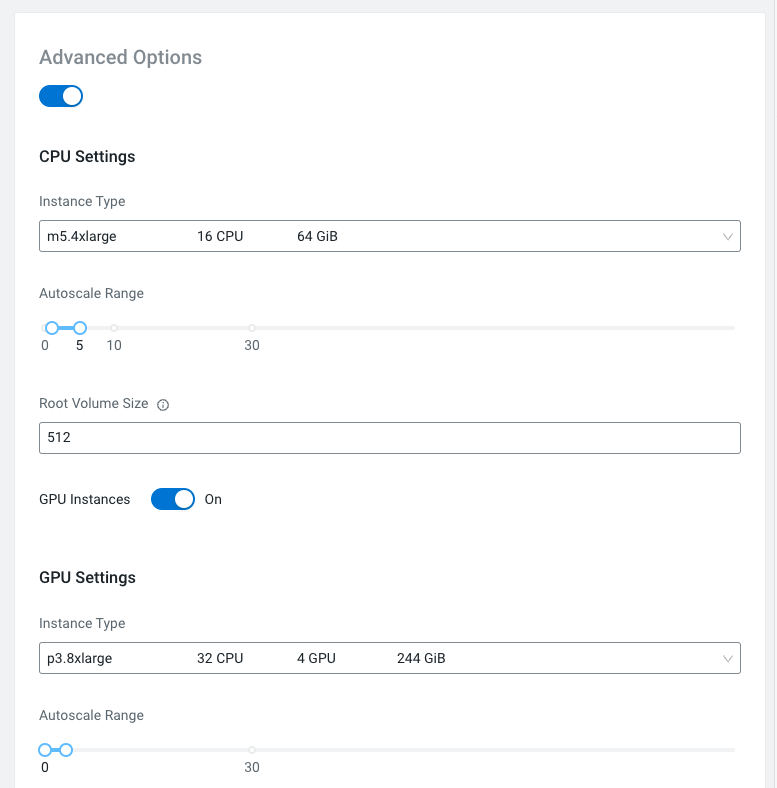 Advanced Options
CPU Settings
Instance Type
m5.4xlarge 16 CPU 64 GiB
Autoscale Range
0 5 10 30
Root Volume Size
512
GPU Instances On
GPU Settings
Instance Type
p3.8xlarge 32 CPU 4 GPU 244 GiB
Autoscale Range
0 30